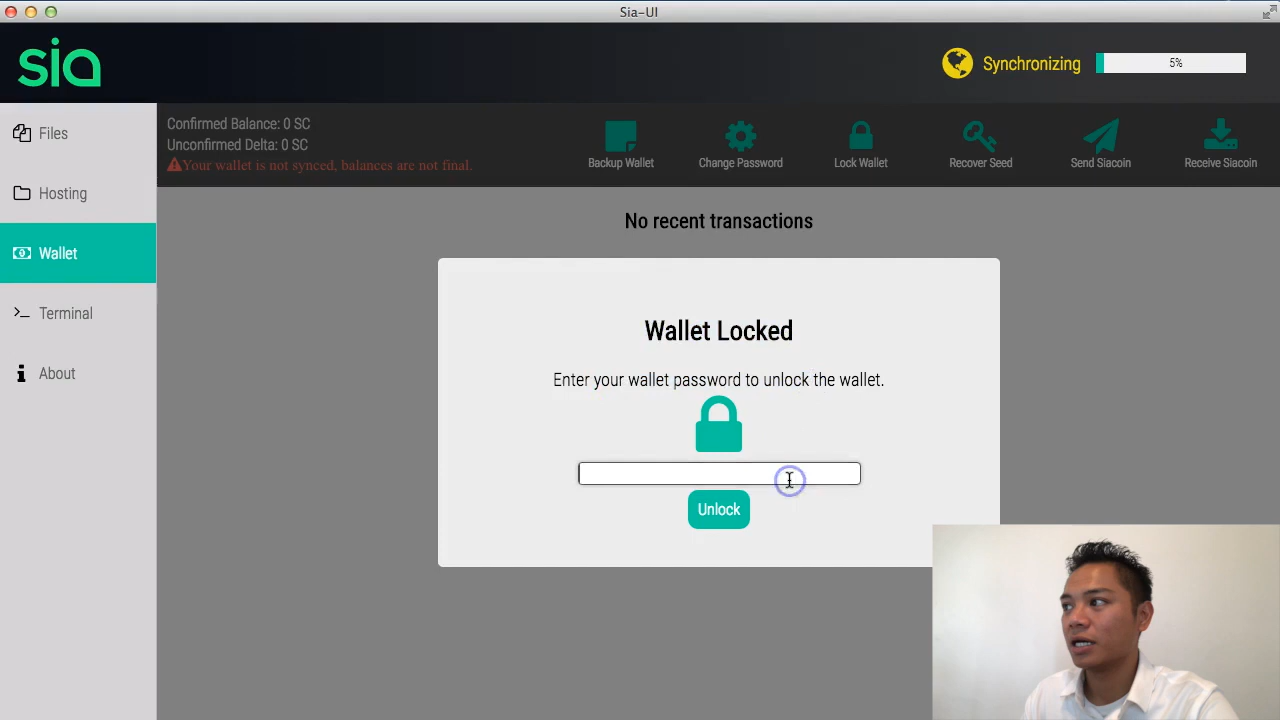 Sia-UI
sia
Synchronizing
5%
Files
Hosting
Wallet
Terminal
About
Confirmed Balance: 0 SC
Unconfirmed Delta: 0 SC
Your wallet is not synced, balances are not final.
Backup Wallet
Change Password
Lock Wallet
Recover Seed
Send Siacoin
Receive Siacoin
No recent transactions
Wallet Locked
Enter your wallet password to unlock the wallet.
Unlock